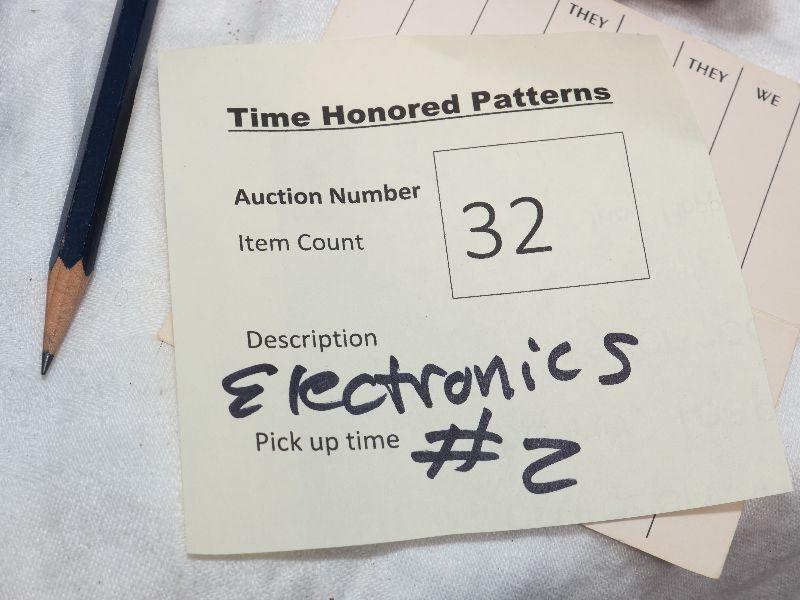 THEY
THEY
WE
Time Honored Patterns
Auction Number
Item Count
32
Description
Electronics
Pick up time
# 2